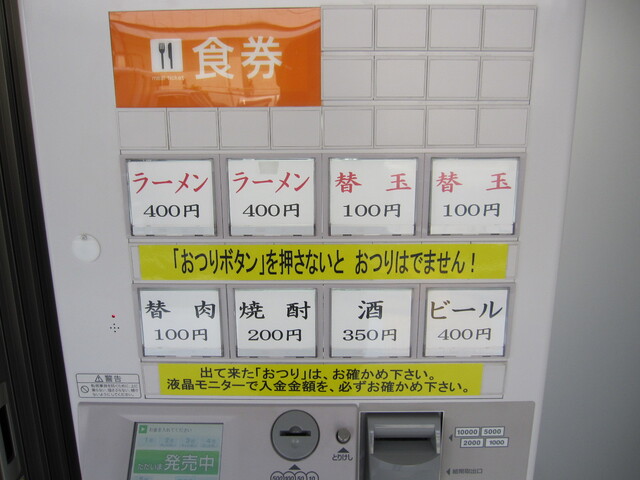 食券
ラーメン
400円
ラーメン
400円
替玉
100円
替玉
100円
「おつりボタン」を押さないと おつりはでません！
替肉
100円
焼酎
200円
酒
350円
ビール
400円
出て来た「おつり」は、お確かめ下さい。
液晶モニターで入金金額を、必ずお確かめ下さい。
警告
発売中
とりけし
10000 5000
2000 1000